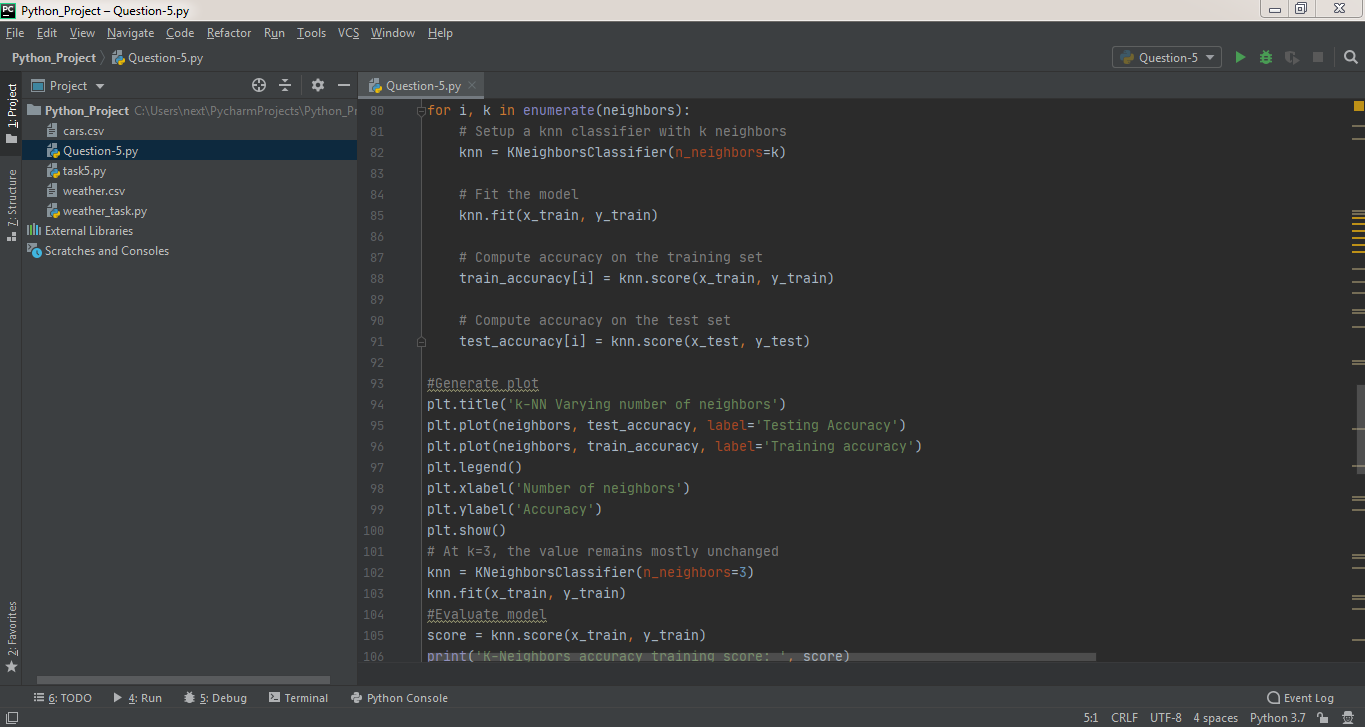 PC Python_Project – Question-5.py
File Edit View Navigate Code Refactor Run Tools VCS Window Help
Python_Project Question-5.py Question-5
1: Project
7: Structure
2: Favorites
Project
Python_Project C:\Users\next\PycharmProjects\Python_Pr
cars.csv
Question-5.py
task5.py
weather.csv
weather_task.py
External Libraries
Scratches and Consoles
Question-5.py
80 for i, k in enumerate(neighbors):
81 # Setup a knn classifier with k neighbors
82 knn = KNeighborsClassifier(n_neighbors=k)
83
84 # Fit the model
85 knn.fit(x_train, y_train)
86
87 # Compute accuracy on the training set
88 train_accuracy[i] = knn.score(x_train, y_train)
89
90 # Compute accuracy on the test set
91 test_accuracy[i] = knn.score(x_test, y_test)
92
93 #Generate plot
94 plt.title('k-NN Varying number of neighbors')
95 plt.plot(neighbors, test_accuracy, label='Testing Accuracy')
96 plt.plot(neighbors, train_accuracy, label='Training accuracy')
97 plt.legend()
98 plt.xlabel('Number of neighbors')
99 plt.ylabel('Accuracy')
100 plt.show()
101 # At k=3, the value remains mostly unchanged
102 knn = KNeighborsClassifier(n_neighbors=3)
103 knn.fit(x_train, y_train)
104 #Evaluate model
105 score = knn.score(x_train, y_train)
106 print('K-Neighbors accuracy training score: ', score)
6: TODO 4: Run 5: Debug Terminal Python Console Event Log
5:1 CRLF UTF-8 4 spaces Python 3.7